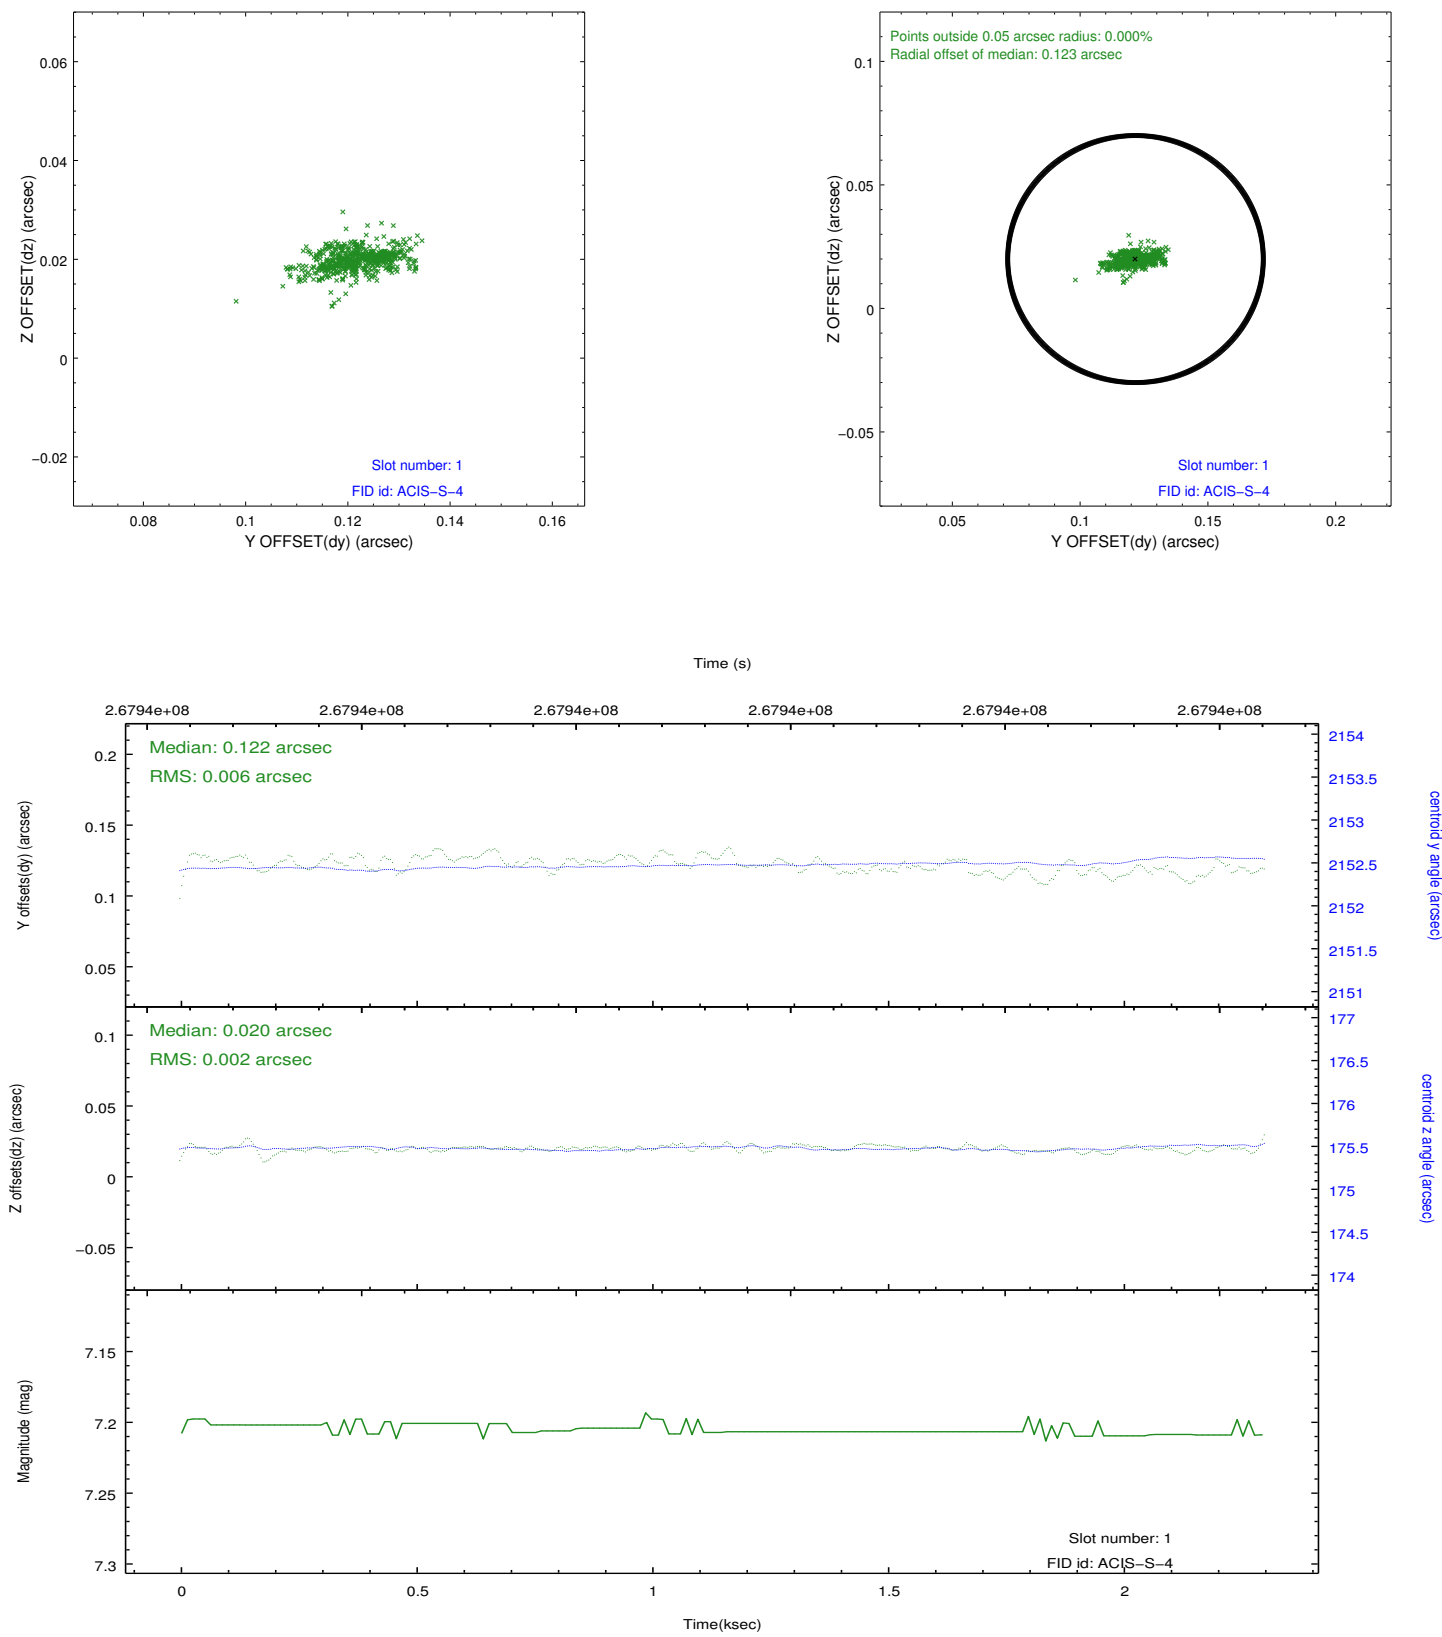 0.06
0.04
0.02
0
−0.02
Z OFFSET(dz) (arcsec)
Slot number: 1
FID id: ACIS−S−4
0.08 0.1 0.12 0.14 0.16
Y OFFSET(dy) (arcsec)
Points outside 0.05 arcsec radius: 0.000%
Radial offset of median: 0.123 arcsec
0.1
0.05
0
−0.05
Z OFFSET(dz) (arcsec)
Slot number: 1
FID id: ACIS−S−4
0.05 0.1 0.15 0.2
Y OFFSET(dy) (arcsec)
Time (s)
2.6794e+08 2.6794e+08 2.6794e+08 2.6794e+08 2.6794e+08 2.6794e+08
Median: 0.122 arcsec
RMS: 0.006 arcsec
0.2
0.15
0.1
0.05
Y offsets(dy) (arcsec)
2154
2153.5
2153
2152.5
2152
2151.5
2151
centroid y angle (arcsec)
Median: 0.020 arcsec
RMS: 0.002 arcsec
0.1
0.05
0
−0.05
Z offsets(dz) (arcsec)
177
176.5
176
175.5
175
174.5
174
centroid z angle (arcsec)
7.15
7.2
7.25
7.3
Magnitude (mag)
Slot number: 1
FID id: ACIS−S−4
0 0.5 1 1.5 2
Time(ksec)